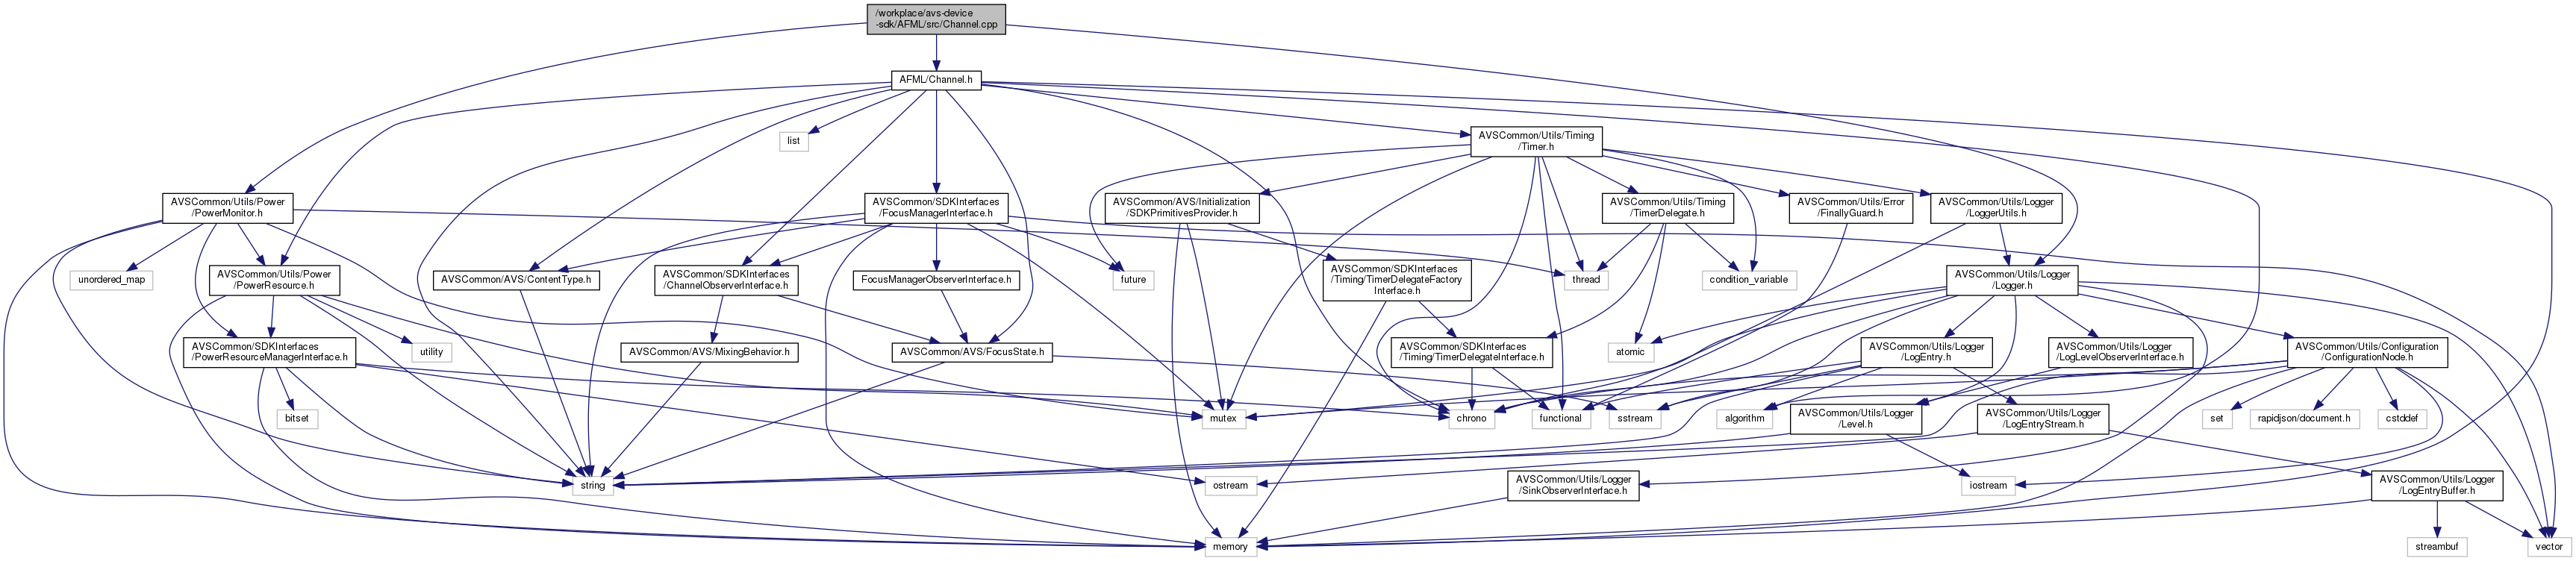 /workplace/avs-device
-sdk/AFML/src/Channel.cpp
AFML/Channel.h
list
AVSCommon/Utils/Timing
/Timer.h
AVSCommon/Utils/Power
/PowerMonitor.h
AVSCommon/SDKInterfaces
/FocusManagerInterface.h
AVSCommon/AVS/Initialization
/SDKPrimitivesProvider.h
AVSCommon/Utils/Timing
/TimerDelegate.h
AVSCommon/Utils/Error
/FinallyGuard.h
AVSCommon/Utils/Logger
/LoggerUtils.h
unordered_map
AVSCommon/Utils/Power
/PowerResource.h
AVSCommon/AVS/ContentType.h
AVSCommon/SDKInterfaces
/ChannelObserverInterface.h
FocusManagerObserverInterface.h
future
AVSCommon/SDKInterfaces
/Timing/TimerDelegateFactory
Interface.h
thread
condition_variable
AVSCommon/Utils/Logger
/Logger.h
AVSCommon/SDKInterfaces
/PowerResourceManagerInterface.h
utility
AVSCommon/AVS/MixingBehavior.h
AVSCommon/AVS/FocusState.h
AVSCommon/SDKInterfaces
/Timing/TimerDelegateInterface.h
atomic
AVSCommon/Utils/Logger
/LogEntry.h
AVSCommon/Utils/Logger
/LogLevelObserverInterface.h
AVSCommon/Utils/Configuration
/ConfigurationNode.h
bitset
mutex
chrono
functional
sstream
algorithm
AVSCommon/Utils/Logger
/Level.h
AVSCommon/Utils/Logger
/LogEntryStream.h
set
rapidjson/document.h
cstddef
string
ostream
AVSCommon/Utils/Logger
/SinkObserverInterface.h
iostream
AVSCommon/Utils/Logger
/LogEntryBuffer.h
memory
streambuf
vector